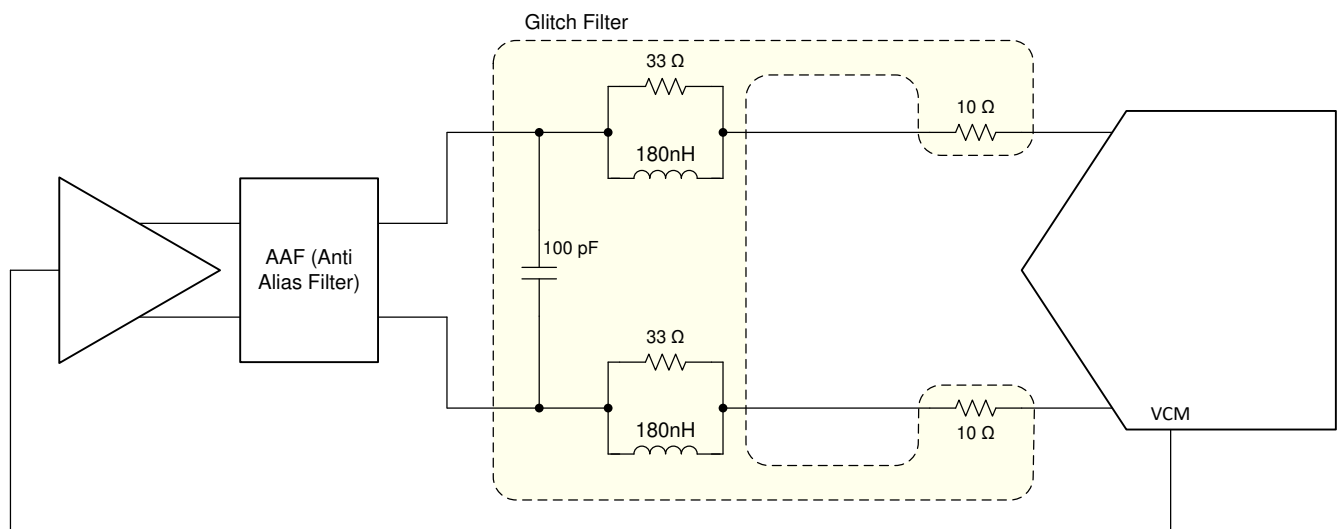 Glitch Filter
33 Ω
10 Ω
180nH
AAF (Anti
Alias Filter)
100 pF
33 Ω
180nH
10 Ω
VCM